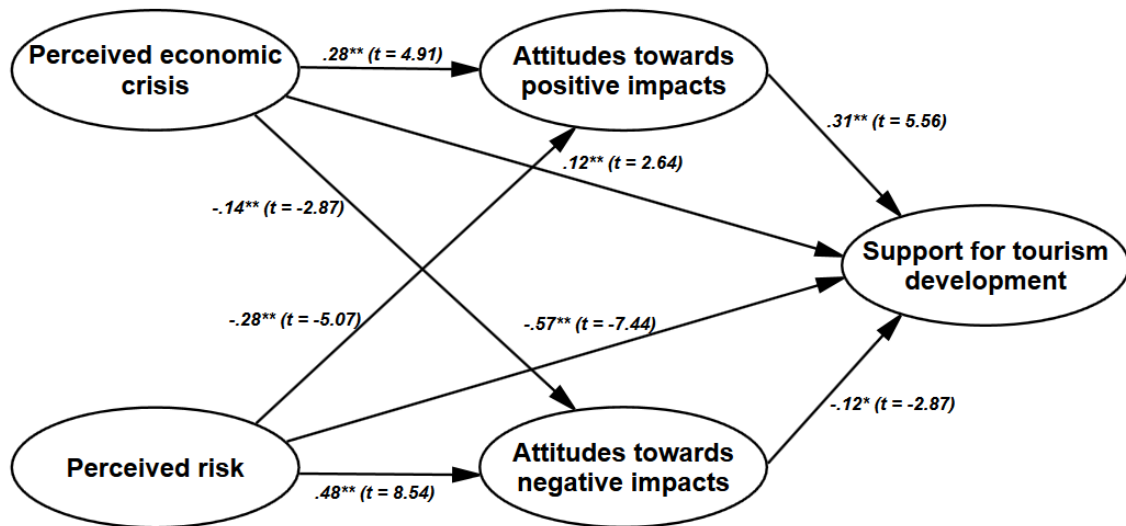 Perceived economic
crisis
.28** (t = 4.91)
Attitudes towards
positive impacts
.31** (t = 5.56)
.12** (t = 2.64)
-.14** (t = -2.87)
Support for tourism
development
-.28** (t = -5.07)
-.57** (t = -7.44)
-.12* (t = -2.87)
Perceived risk
.48** (t = 8.54)
Attitudes towards
negative impacts